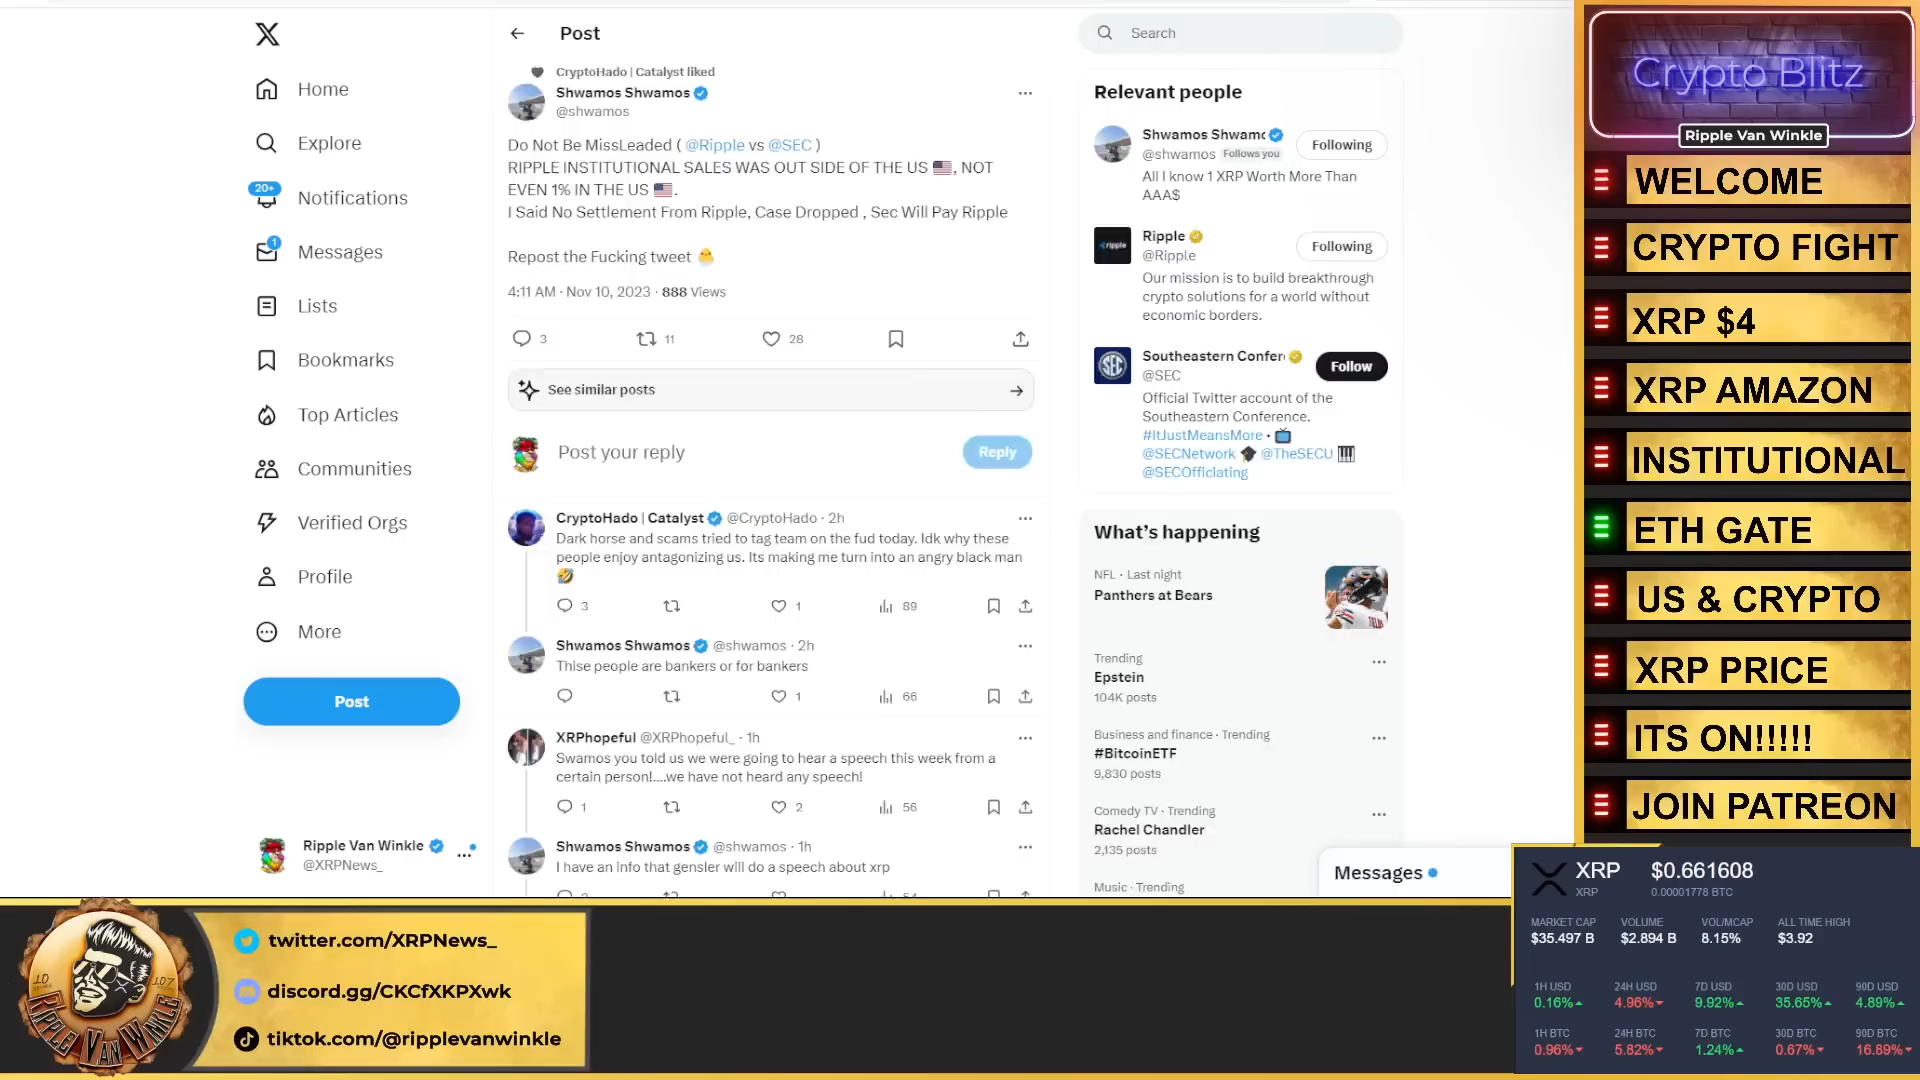 Home
Explore
20+
Notifications
1
Messages
Lists
Bookmarks
Top Articles
Communities
Verified Orgs
Profile
More
Post
Ripple Van Winkle
@XRPNews_
Post
CryptoHado | Catalyst liked
Shwamos Shwamos
@shwamos
Do Not Be MissLeaded ( @Ripple vs @SEC )
RIPPLE INSTITUTIONAL SALES WAS OUT SIDE OF THE US 🇺🇸, NOT
EVEN 1% IN THE US 🇺🇸.
I Said No Settlement From Ripple, Case Dropped , Sec Will Pay Ripple
Repost the Fucking tweet 🐣
4:11 AM · Nov 10, 2023 · 888 Views
3 11 28
See similar posts
Post your reply
Reply
CryptoHado | Catalyst @CryptoHado · 2h
Dark horse and scams tried to tag team on the fud today. Idk why these
people enjoy antagonizing us. Its making me turn into an angry black man
🤣
3 1 89
Shwamos Shwamos @shwamos · 2h
Thise people are bankers or for bankers
1 66
XRPhopeful @XRPhopeful_ · 1h
Swamos you told us we were going to hear a speech this week from a
certain person!....we have not heard any speech!
1 2 56
Shwamos Shwamos @shwamos · 1h
I have an info that gensler will do a speech about xrp
Search
Relevant people
Shwamos Shwamo
@shwamos Follows you
Following
All I know 1 XRP Worth More Than
AAA$
ripple
Ripple
@Ripple
Following
Our mission is to build breakthrough
crypto solutions for a world without
economic borders.
SEC
Southeastern Confer
@SEC
Follow
Official Twitter account of the
Southeastern Conference.
#ItJustMeansMore • 📺
@SECNetwork 🎓 @TheSECU 🎹
@SECOfficiating
What's happening
NFL · Last night
Panthers at Bears
Trending
Epstein
104K posts
Business and finance · Trending
#BitcoinETF
9,830 posts
Comedy TV · Trending
Rachel Chandler
2,135 posts
Music · Trending
Messages
Crypto Blitz
Ripple Van Winkle
WELCOME
CRYPTO FIGHT
XRP $4
XRP AMAZON
INSTITUTIONAL
ETH GATE
US & CRYPTO
XRP PRICE
ITS ON!!!!!
JOIN PATREON
XRP $0.661608
XRP 0.00001778 BTC
MARKET CAP VOLUME VOL/MCAP ALL TIME HIGH
$35.497 B $2.894 B 8.15% $3.92
1H USD 24H USD 7D USD 30D USD 90D USD
0.16% 4.96% 9.92% 35.65% 4.89%
1H BTC 24H BTC 7D BTC 30D BTC 90D BTC
0.96% 5.82% 1.24% 0.67% 16.89%
RIPPLE VAN WINKLE
twitter.com/XRPNews_
discord.gg/CKCfXKPXwk
tiktok.com/@ripplevanwinkle